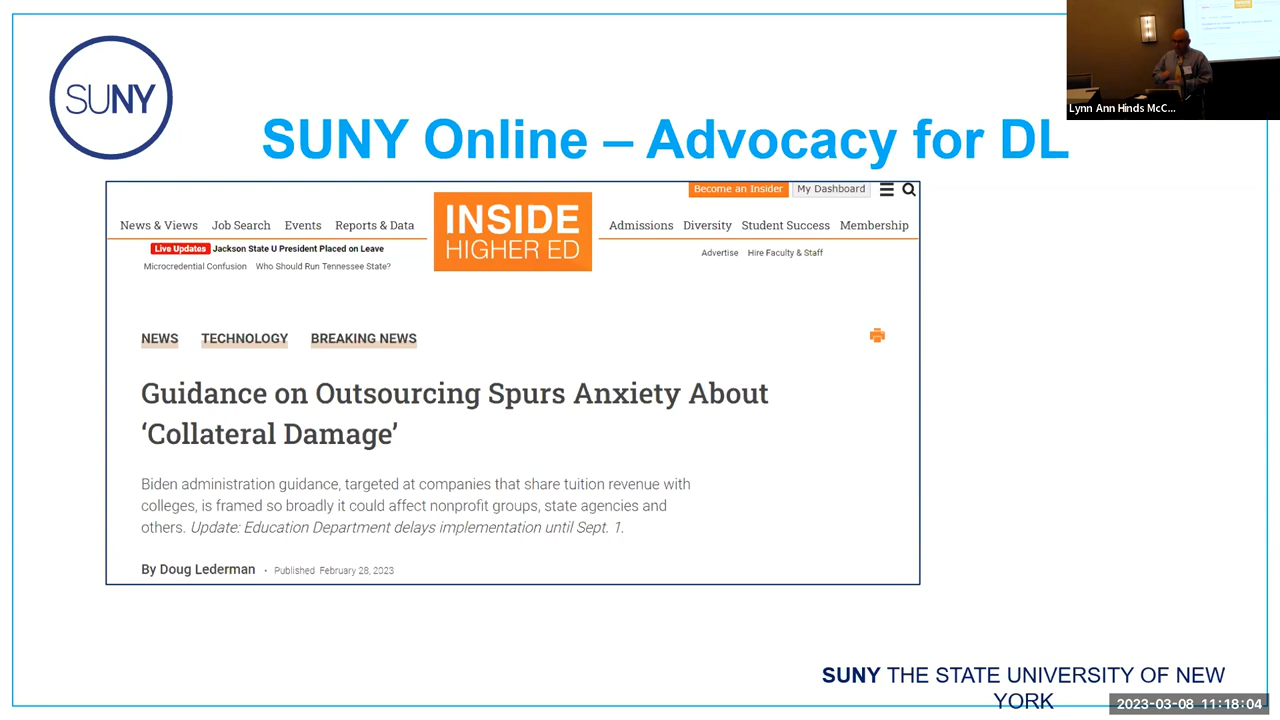 SUNY
SUNY Online – Advocacy for DL
Lynn Ann Hinds McC...
Become an Insider
My Dashboard
News & Views
Job Search
Events
Reports & Data
INSIDE
HIGHER ED
Admissions
Diversity
Student Success
Membership
Live Updates Jackson State U President Placed on Leave
Microcredential Confusion
Who Should Run Tennessee State?
Advertise
Hire Faculty & Staff
NEWS
TECHNOLOGY
BREAKING NEWS
Guidance on Outsourcing Spurs Anxiety About
‘Collateral Damage’
Biden administration guidance, targeted at companies that share tuition revenue with
colleges, is framed so broadly it could affect nonprofit groups, state agencies and
others. Update: Education Department delays implementation until Sept. 1.
By Doug Lederman • Published February 28, 2023
SUNY THE STATE UNIVERSITY OF NEW
YORK
2023-03-08 11:18:04